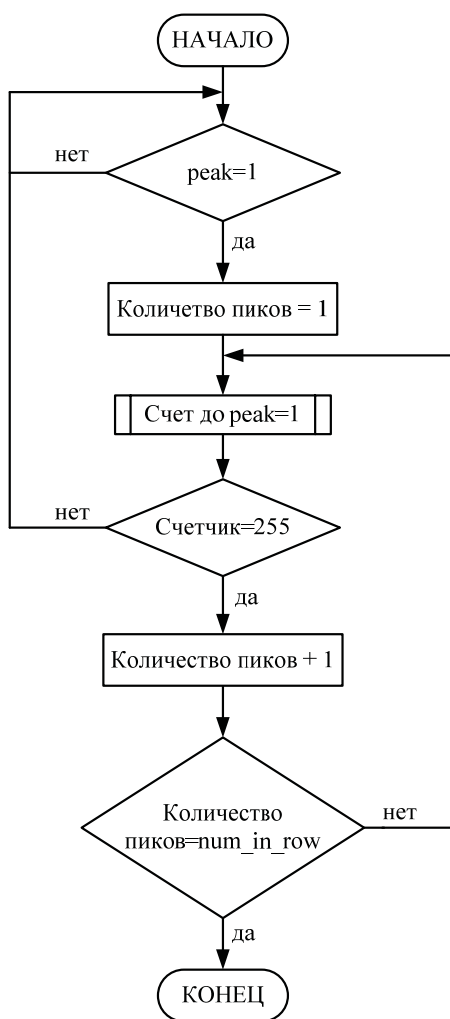 НАЧАЛО
нет
peak=1
да
Количетво пиков = 1
Счет до peak=1
нет
Счетчик=255
да
Количество пиков + 1
Количество
пиков=num_in_row
нет
да
КОНЕЦ